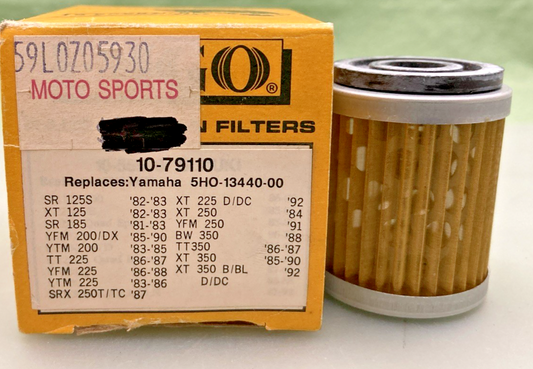 59L0Z05930
MOTO SPORTS
GO®
N FILTERS
10-79110
Replaces: Yamaha 5HO-13440-00
SR 125S '82-'83 XT 225 D/DC '92
XT 125 '82-'83 XT 250 '84
SR 185 '81-'83 YFM 250 '91
YFM 200/DX '85-'90 BW 350 '88
YTM 200 '83-'85 TT350 '86-'87
TT 225 '86-'87 XT 350 '85-'90
YFM 225 '86-'88 XT 350 B/BL '92
YTM 225 '83-'86 D/DC
SRX 250T/TC '87